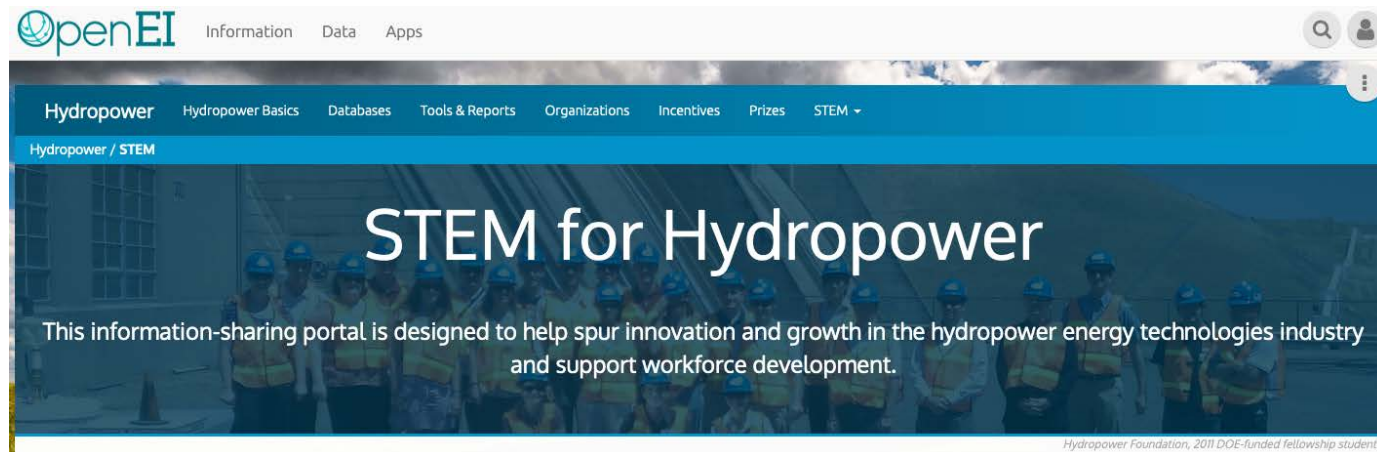 OpenEI Information Data Apps
Hydropower Hydropower Basics Databases Tools & Reports Organizations Incentives Prizes STEM
Hydropower / STEM
STEM for Hydropower
This information-sharing portal is designed to help spur innovation and growth in the hydropower energy technologies industry
and support workforce development.
Hydropower Foundation, 2011 DOE-funded fellowship student